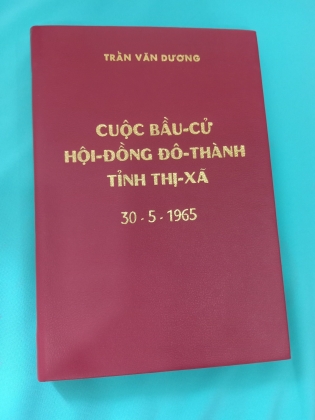 TRẦN VĂN DƯƠNG
CUỘC BẦU-CỬ
HỘI-ĐỒNG ĐÔ-THÀNH
TỈNH THỊ-XÃ
30 - 5 - 1965